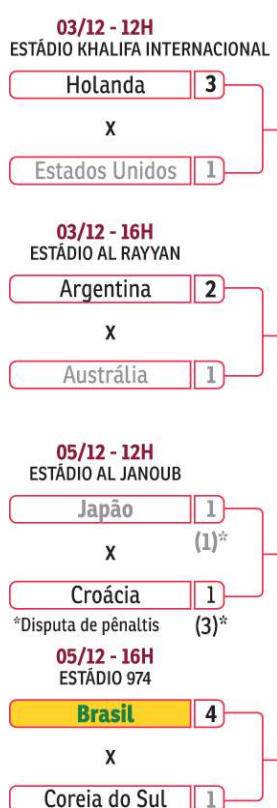 03/12 - 12H
ESTÁDIO KHALIFA INTERNACIONAL
Holanda 3
X
Estados Unidos 1
03/12 - 16H
ESTÁDIO AL RAYYAN
Argentina 2
X
Austrália 1
05/12 - 12H
ESTÁDIO AL JANOUB
Japão 1
(1)*
X
Croácia 1
*Disputa de pênaltis (3)*
05/12 - 16H
ESTÁDIO 974
Brasil 4
X
Coreia do Sul 1